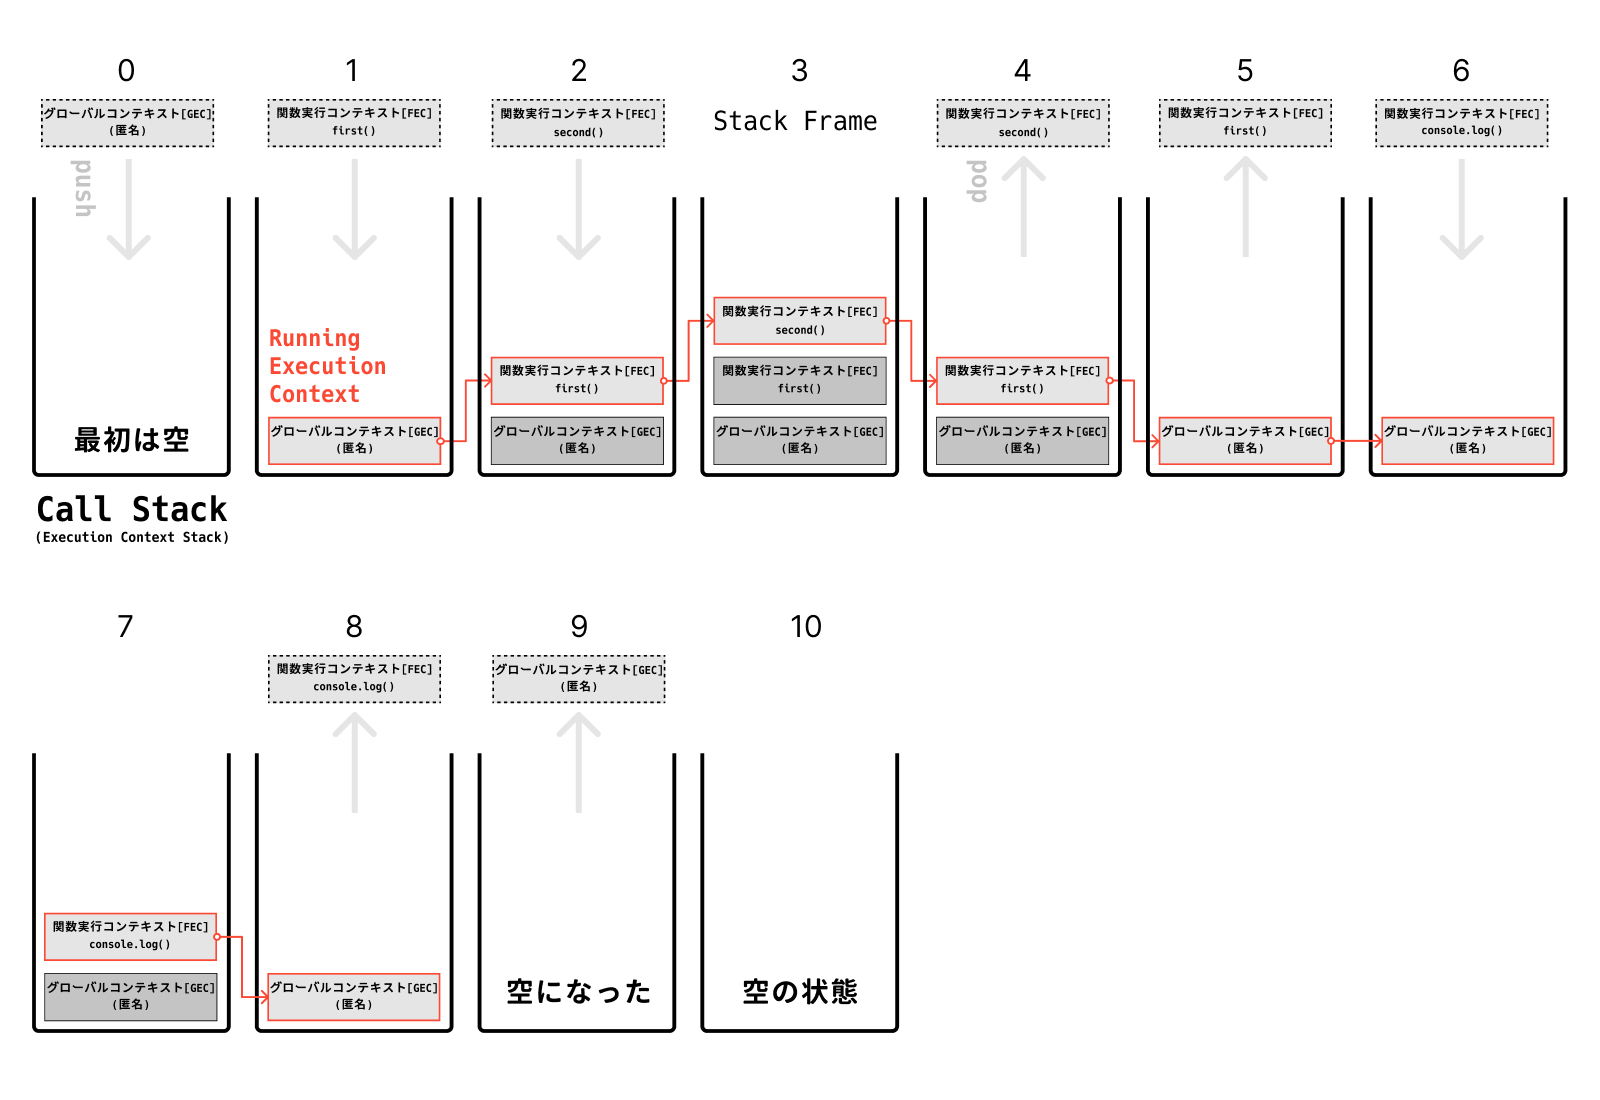 0
グローバルコンテキスト[GEC]
(匿名)
push
最初は空
Call Stack
(Execution Context Stack)
1
関数実行コンテキスト[FEC]
first()
Running
Execution
Context
グローバルコンテキスト[GEC]
(匿名)
2
関数実行コンテキスト[FEC]
second()
関数実行コンテキスト[FEC]
first()
グローバルコンテキスト[GEC]
(匿名)
3
Stack Frame
関数実行コンテキスト[FEC]
second()
関数実行コンテキスト[FEC]
first()
グローバルコンテキスト[GEC]
(匿名)
4
関数実行コンテキスト[FEC]
second()
pop
関数実行コンテキスト[FEC]
first()
グローバルコンテキスト[GEC]
(匿名)
5
関数実行コンテキスト[FEC]
first()
グローバルコンテキスト[GEC]
(匿名)
6
関数実行コンテキスト[FEC]
console.log()
グローバルコンテキスト[GEC]
(匿名)
7
関数実行コンテキスト[FEC]
console.log()
グローバルコンテキスト[GEC]
(匿名)
8
関数実行コンテキスト[FEC]
console.log()
グローバルコンテキスト[GEC]
(匿名)
9
グローバルコンテキスト[GEC]
(匿名)
空になった
10
空の状態